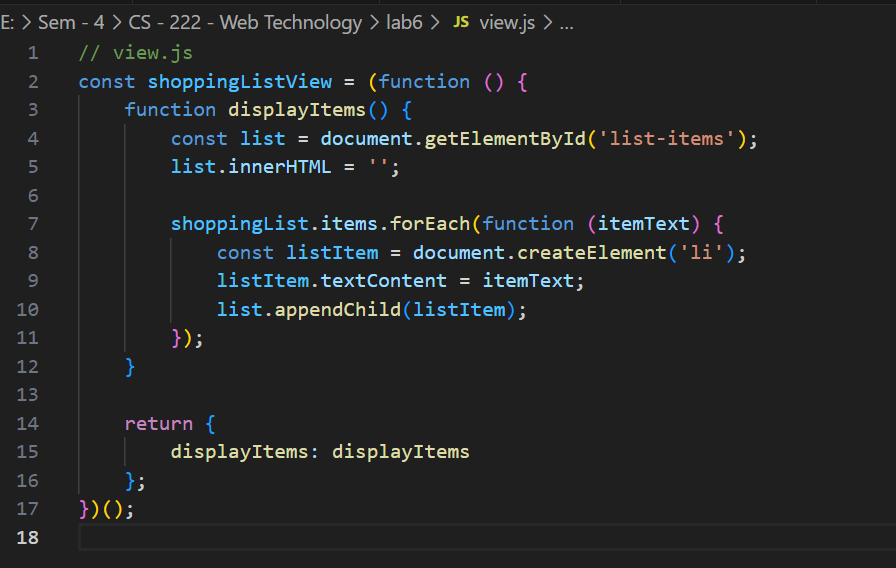 E: > Sem - 4 > CS - 222 - Web Technology > lab6 > JS view.js > ...
1 // view.js
2 const shoppingListView = (function () {
3     function displayItems() {
4         const list = document.getElementById('list-items');
5         list.innerHTML = '';
6
7         shoppingList.items.forEach(function (itemText) {
8             const listItem = document.createElement('li');
9             listItem.textContent = itemText;
10             list.appendChild(listItem);
11         });
12     }
13
14     return {
15         displayItems: displayItems
16     };
17 })();
18